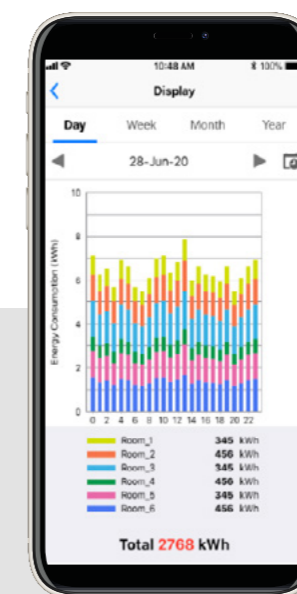 10:48 AM 100%
Display
Day Week Month Year
28-Jun-20
Energy Consumption (kWh)
10
8
6
4
2
0
0 2 4 6 8 10 12 14 16 18 20 22
Room_1 345 kWh
Room_2 456 kWh
Room_3 345 kWh
Room_4 456 kWh
Room_5 345 kWh
Room_6 456 kWh
Total 2768 kWh